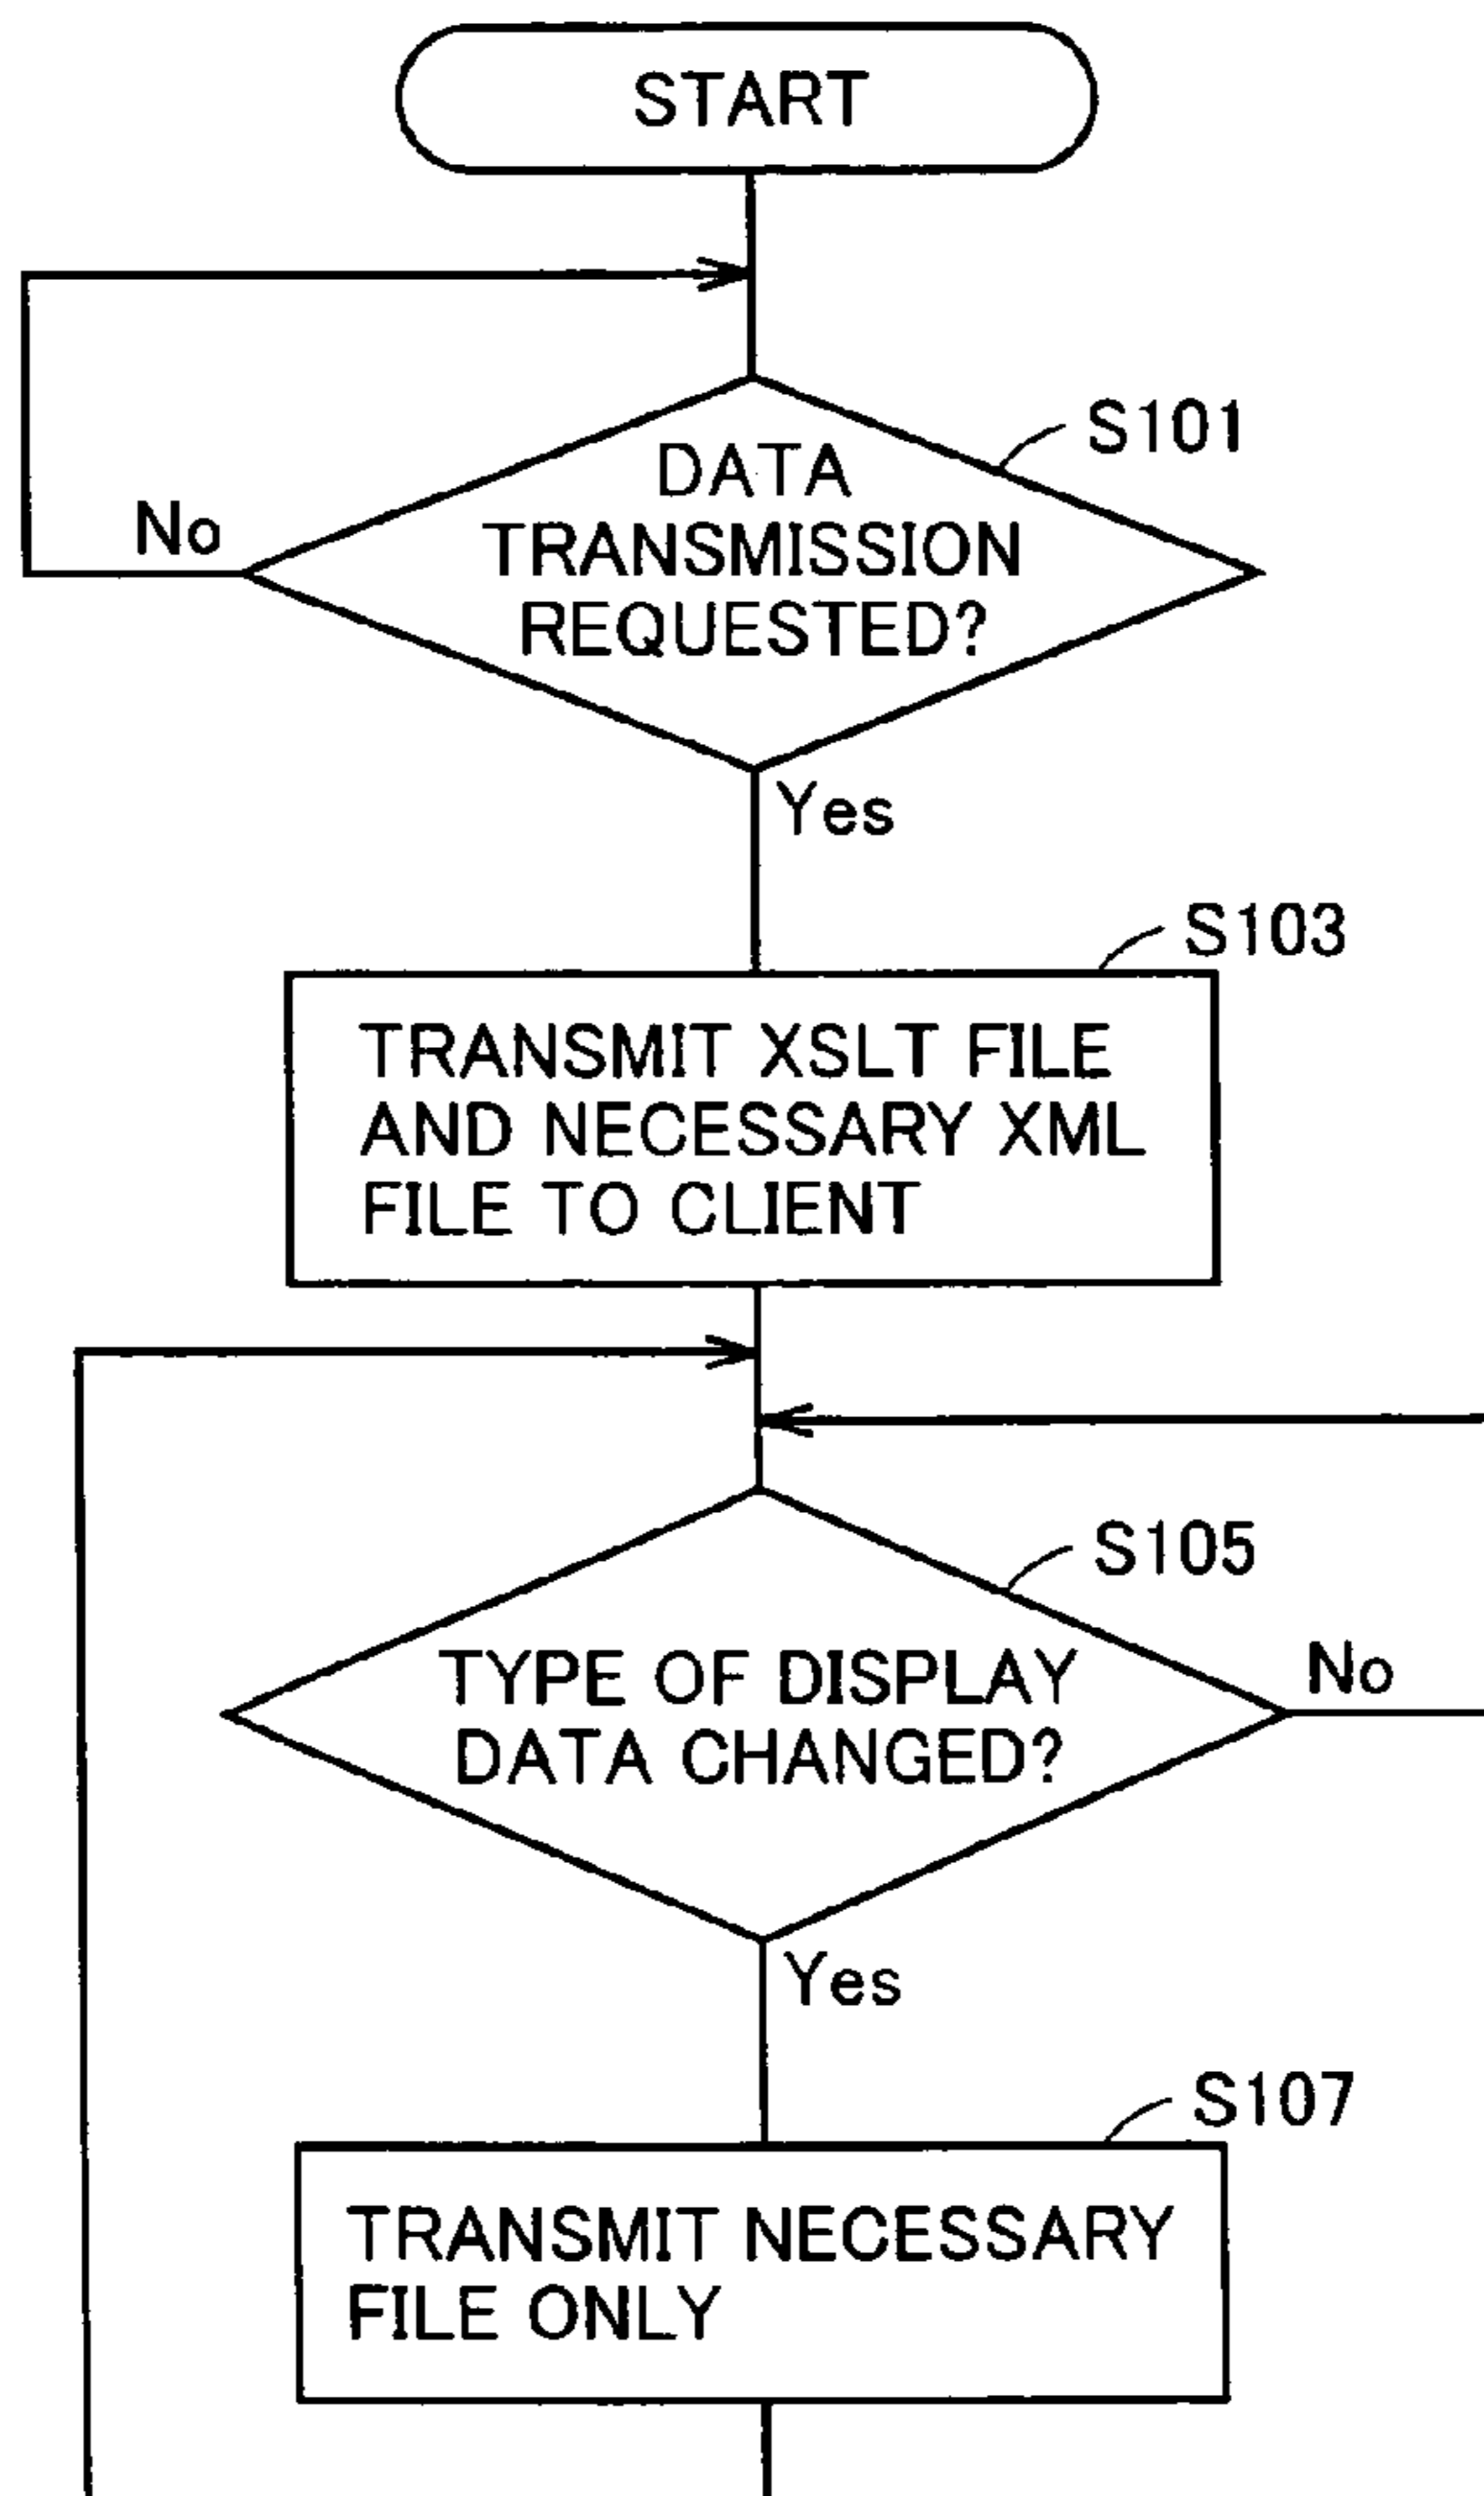 START
S101
DATA
TRANSMISSION
REQUESTED?
No
Yes
S103
TRANSMIT XSLT FILE
AND NECESSARY XML
FILE TO CLIENT
S105
TYPE OF DISPLAY
DATA CHANGED?
No
Yes
S107
TRANSMIT NECESSARY
FILE ONLY